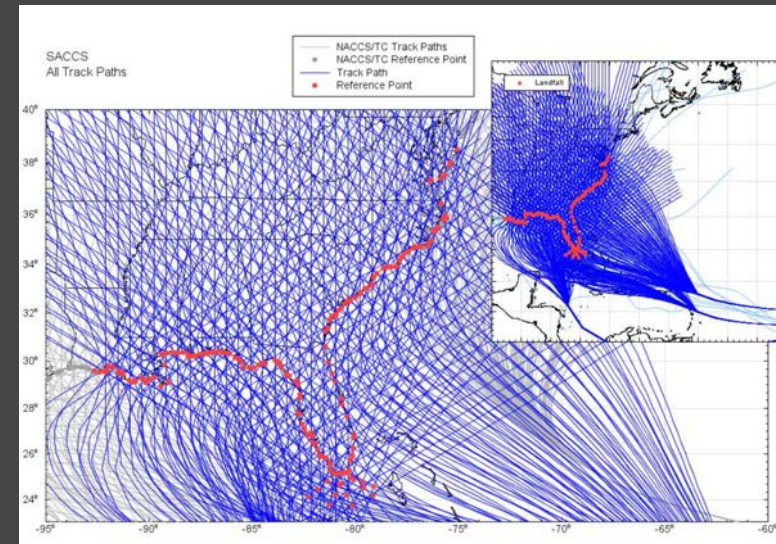 SACCS
All Track Paths
NACCS/TC Track Paths
NACCS/TC Reference Point
Track Path
Reference Point
Landfall
40°
38°
36°
34°
32°
30°
28°
26°
24°
-95°
-90°
-85°
-80°
-75°
-70°
-65°
-60°